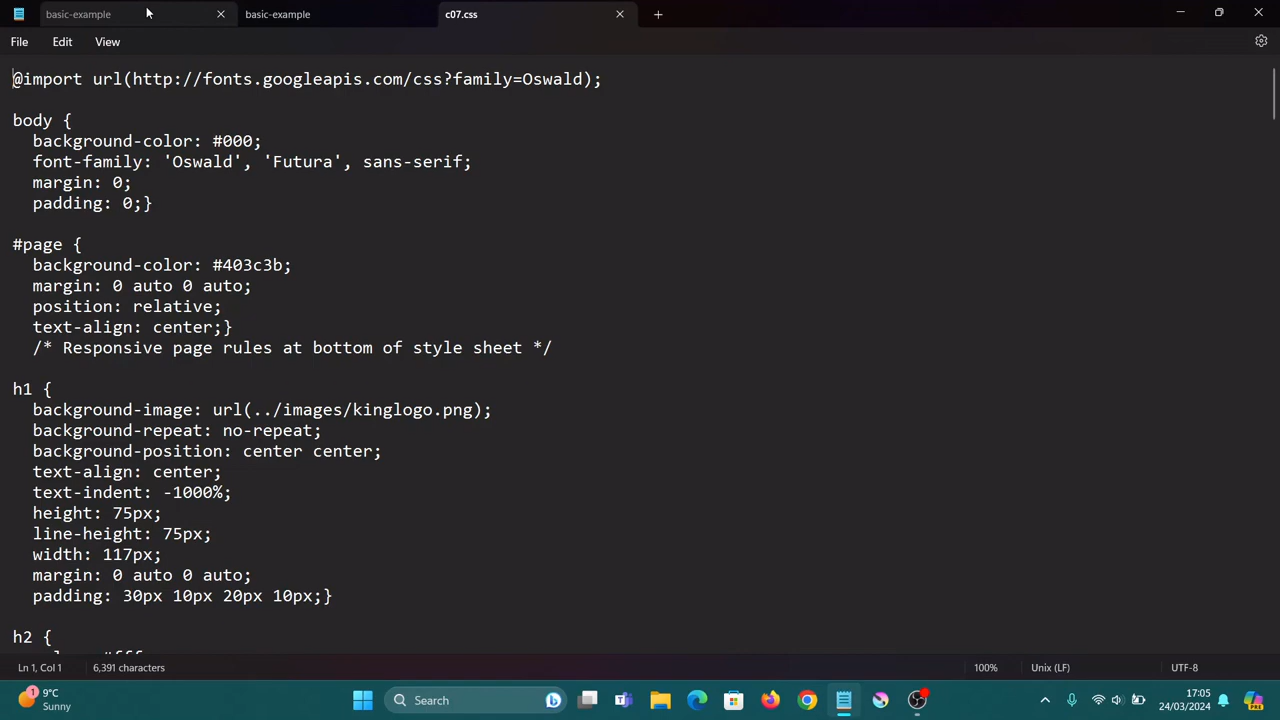 basic-example
basic-example
c07.css
File
Edit
View
@import url(http://fonts.googleapis.com/css?family=Oswald);
body {
background-color: #000;
font-family: 'Oswald', 'Futura', sans-serif;
margin: 0;
padding: 0;}
#page {
background-color: #403c3b;
margin: 0 auto 0 auto;
position: relative;
text-align: center;}
/* Responsive page rules at bottom of style sheet */
h1 {
background-image: url(../images/kinglogo.png);
background-repeat: no-repeat;
background-position: center center;
text-align: center;
text-indent: -1000%;
height: 75px;
line-height: 75px;
width: 117px;
margin: 0 auto 0 auto;
padding: 30px 10px 20px 10px;}
h2 {
Ln 1, Col 1
6,391 characters
100%
Unix (LF)
UTF-8
1
9°C
Sunny
Search
17:05
24/03/2024
PRE